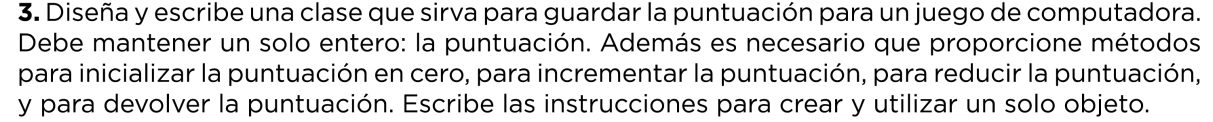 3. Diseña y escribe una clase que sirva para guardar la puntuación para un juego de computadora.
Debe mantener un solo entero: la puntuación. Además es necesario que proporcione métodos
para inicializar la puntuación en cero, para incrementar la puntuación, para reducir la puntuación,
y para devolver la puntuación. Escribe las instrucciones para crear y utilizar un solo objeto.